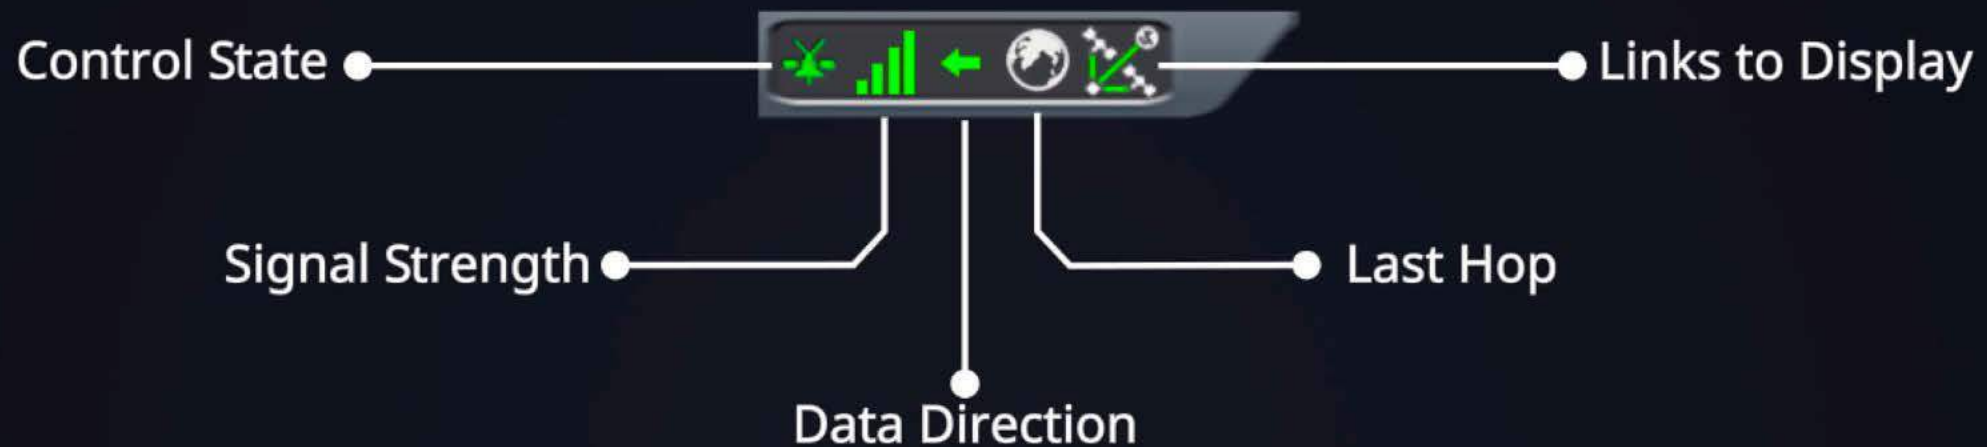 Control State
Links to Display
Signal Strength
Last Hop
Data Direction